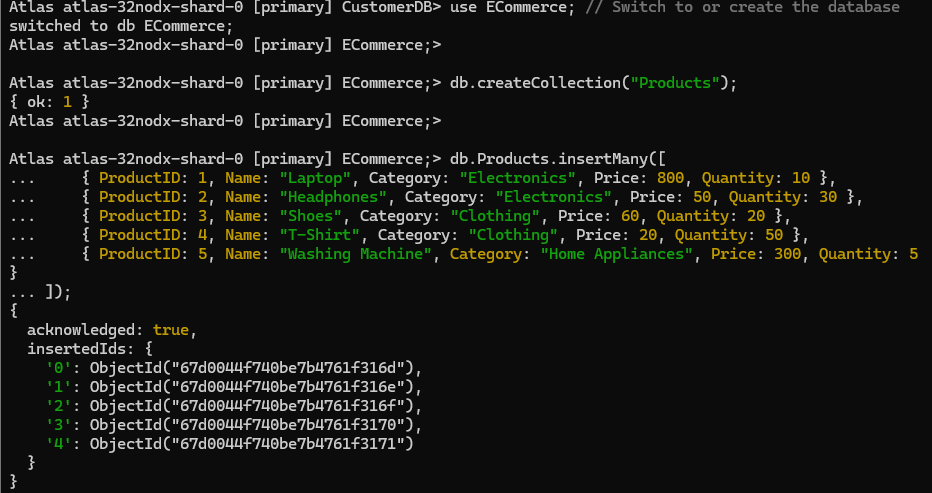 Atlas atlas-32nodx-shard-0 [primary] CustomerDB> use ECommerce; // Switch to or create the database
switched to db ECommerce;
Atlas atlas-32nodx-shard-0 [primary] ECommerce;>
Atlas atlas-32nodx-shard-0 [primary] ECommerce;> db.createCollection("Products");
{ ok: 1 }
Atlas atlas-32nodx-shard-0 [primary] ECommerce;>
Atlas atlas-32nodx-shard-0 [primary] ECommerce;> db.Products.insertMany([
...     { ProductID: 1, Name: "Laptop", Category: "Electronics", Price: 800, Quantity: 10 },
...     { ProductID: 2, Name: "Headphones", Category: "Electronics", Price: 50, Quantity: 30 },
...     { ProductID: 3, Name: "Shoes", Category: "Clothing", Price: 60, Quantity: 20 },
...     { ProductID: 4, Name: "T-Shirt", Category: "Clothing", Price: 20, Quantity: 50 },
...     { ProductID: 5, Name: "Washing Machine", Category: "Home Appliances", Price: 300, Quantity: 5
}
... ]);
{
  acknowledged: true,
  insertedIds: {
    '0': ObjectId("67d0044f740be7b4761f316d"),
    '1': ObjectId("67d0044f740be7b4761f316e"),
    '2': ObjectId("67d0044f740be7b4761f316f"),
    '3': ObjectId("67d0044f740be7b4761f3170"),
    '4': ObjectId("67d0044f740be7b4761f3171")
  }
}